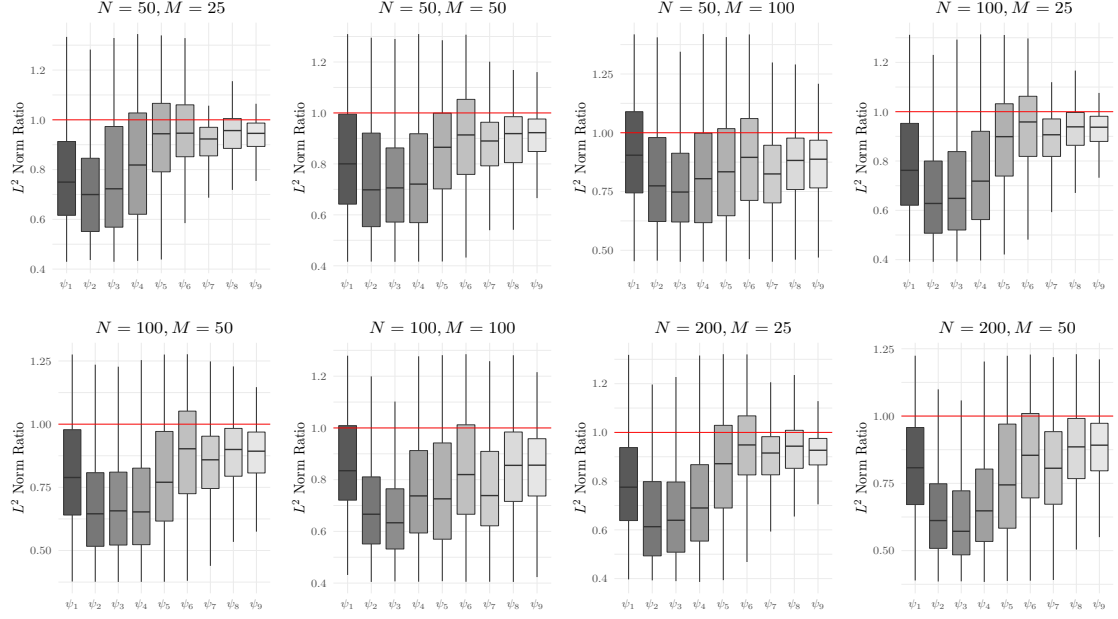 N = 50, M = 25
L² Norm Ratio
1.2
1.0
0.8
0.6
0.4
ψ₁ ψ₂ ψ₃ ψ₄ ψ₅ ψ₆ ψ₇ ψ₈ ψ₉
N = 50, M = 50
L² Norm Ratio
1.2
1.0
0.8
0.6
0.4
ψ₁ ψ₂ ψ₃ ψ₄ ψ₅ ψ₆ ψ₇ ψ₈ ψ₉
N = 50, M = 100
L² Norm Ratio
1.25
1.00
0.75
0.50
ψ₁ ψ₂ ψ₃ ψ₄ ψ₅ ψ₆ ψ₇ ψ₈ ψ₉
N = 100, M = 25
L² Norm Ratio
1.2
1.0
0.8
0.6
0.4
ψ₁ ψ₂ ψ₃ ψ₄ ψ₅ ψ₆ ψ₇ ψ₈ ψ₉
N = 100, M = 50
L² Norm Ratio
1.25
1.00
0.75
0.50
ψ₁ ψ₂ ψ₃ ψ₄ ψ₅ ψ₆ ψ₇ ψ₈ ψ₉
N = 100, M = 100
L² Norm Ratio
1.2
1.0
0.8
0.6
0.4
ψ₁ ψ₂ ψ₃ ψ₄ ψ₅ ψ₆ ψ₇ ψ₈ ψ₉
N = 200, M = 25
L² Norm Ratio
1.2
1.0
0.8
0.6
0.4
ψ₁ ψ₂ ψ₃ ψ₄ ψ₅ ψ₆ ψ₇ ψ₈ ψ₉
N = 200, M = 50
L² Norm Ratio
1.25
1.00
0.75
0.50
ψ₁ ψ₂ ψ₃ ψ₄ ψ₅ ψ₆ ψ₇ ψ₈ ψ₉